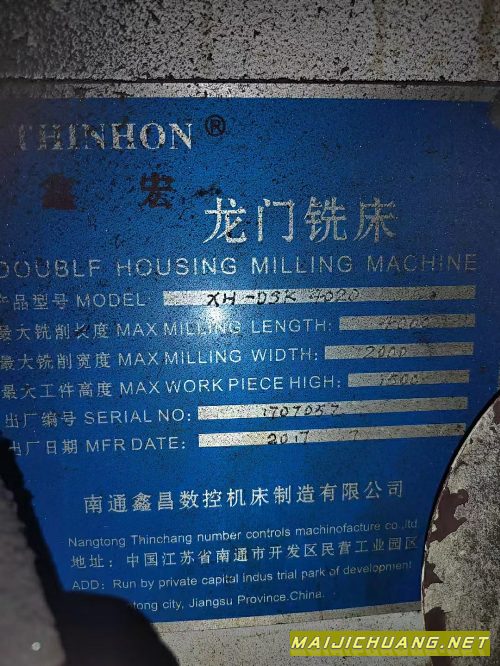 THINHON ®
鑫 宏
龙门铣床
DOUBLE HOUSING MILLING MACHINE
产品型号 MODEL: XH-DSK 4020
最大铣削长度 MAX MILLING LENGTH:
最大铣削宽度 MAX MILLING WIDTH: 2000
最大工件高度 MAX WORK PIECE HIGH: 1500
出厂编号 SERIAL NO: 1707037
出厂日期 MFR DATE: 2017 7
南通鑫昌数控机床制造有限公司
Nangtong Thinchang number controls machinofacture co.,ltd
地址: 中国江苏省南通市开发区民营工业园区
ADD: Run by private capital indus trial park of development
tong city, Jiangsu Province.China.
MAIJICHUANG.NET